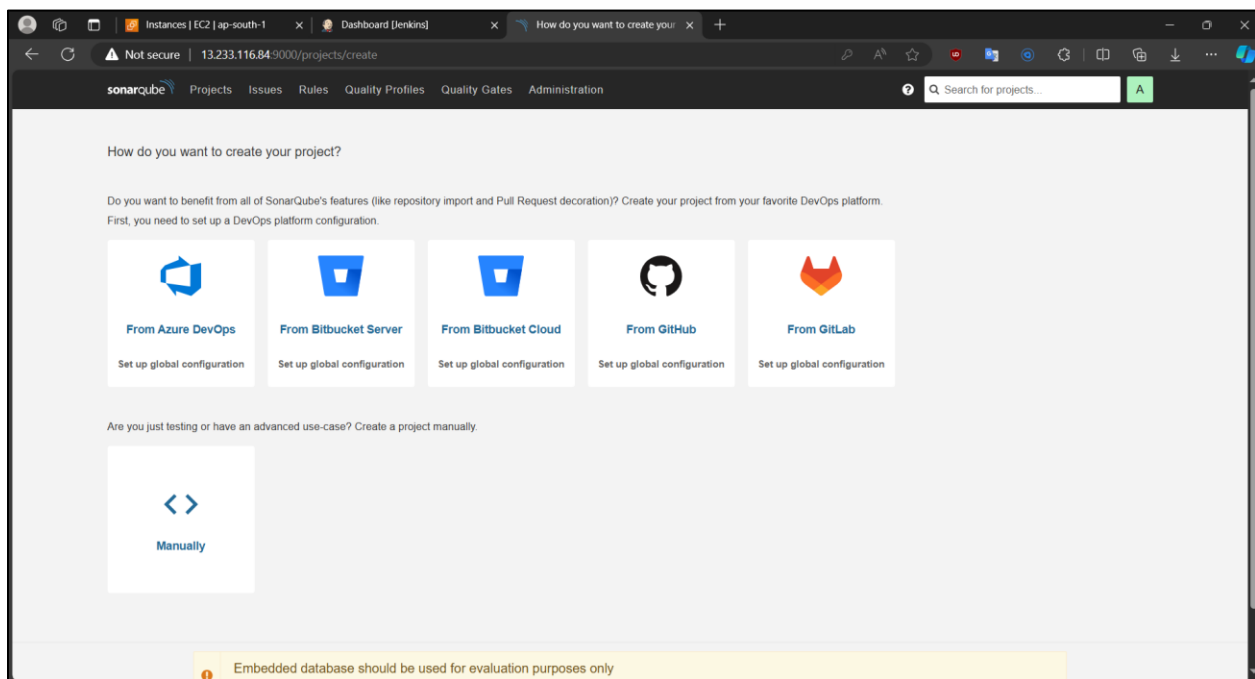 Instances | EC2 | ap-south-1
Dashboard [Jenkins]
How do you want to create your
Not secure | 13.233.116.84:9000/projects/create
sonarqube Projects Issues Rules Quality Profiles Quality Gates Administration
Search for projects...
A
How do you want to create your project?
Do you want to benefit from all of SonarQube's features (like repository import and Pull Request decoration)? Create your project from your favorite DevOps platform.
First, you need to set up a DevOps platform configuration.
From Azure DevOps
From Bitbucket Server
From Bitbucket Cloud
From GitHub
From GitLab
Set up global configuration
Set up global configuration
Set up global configuration
Set up global configuration
Set up global configuration
Are you just testing or have an advanced use-case? Create a project manually.
Manually
Embedded database should be used for evaluation purposes only